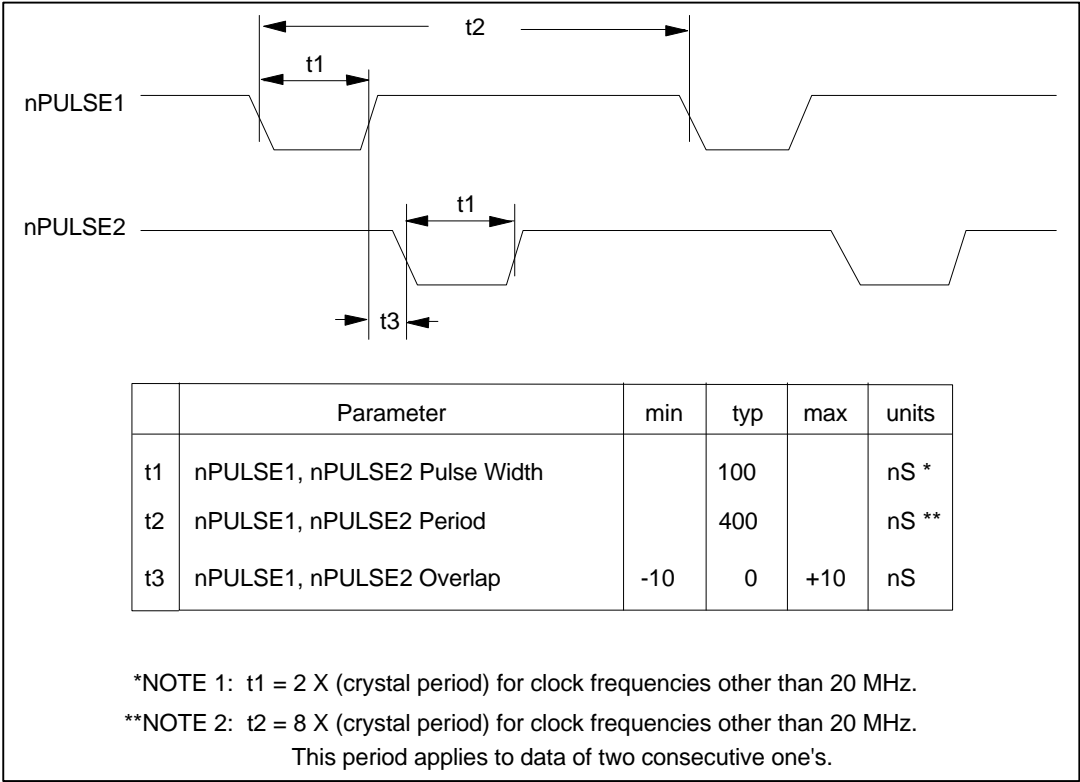 t2
t1
nPULSE1
t1
nPULSE2
t3
Parameter min typ max units
t1 nPULSE1, nPULSE2 Pulse Width 100 nS *
t2 nPULSE1, nPULSE2 Period 400 nS **
t3 nPULSE1, nPULSE2 Overlap -10 0 +10 nS
*NOTE 1: t1 = 2 X (crystal period) for clock frequencies other than 20 MHz.
**NOTE 2: t2 = 8 X (crystal period) for clock frequencies other than 20 MHz.
This period applies to data of two consecutive one's.